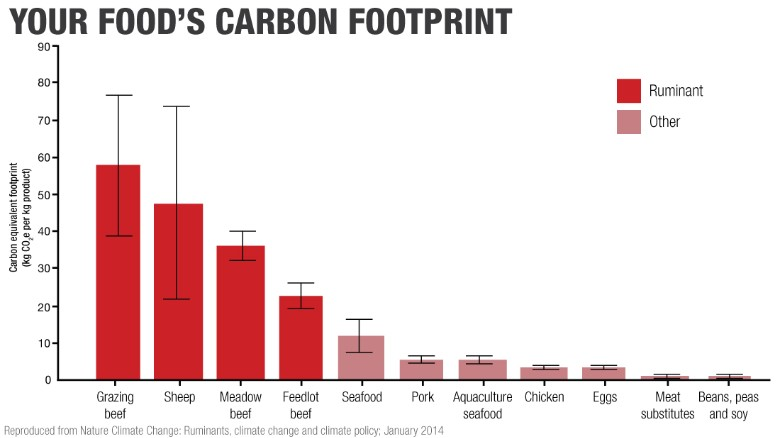 YOUR FOOD'S CARBON FOOTPRINT
90
80
70
60
50
40
30
20
10
0
Carbon equivalent footprint
(kg CO2e per kg product)
Ruminant
Other
Grazing beef
Sheep
Meadow beef
Feedlot beef
Seafood
Pork
Aquaculture seafood
Chicken
Eggs
Meat substitutes
Beans, peas and soy
Reproduced from Nature Climate Change: Ruminants, climate change and climate policy; January 2014